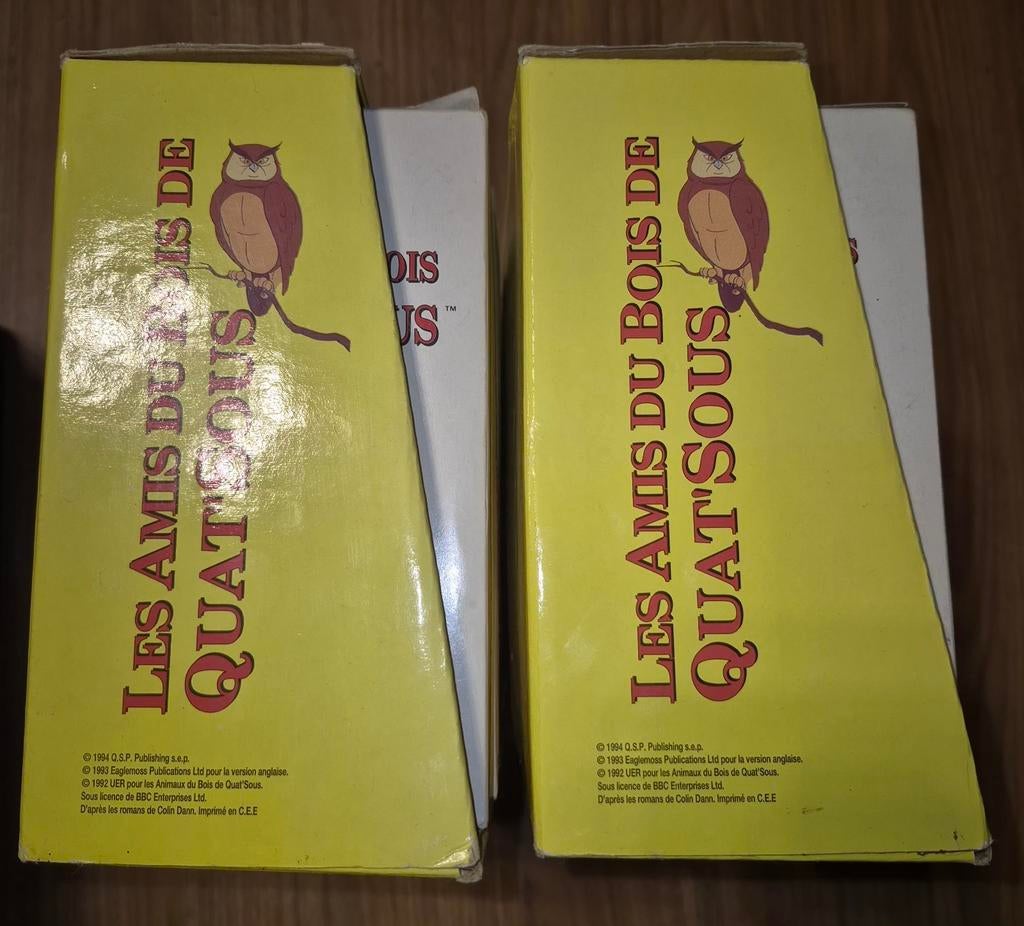 LES AMIS DU BOIS DE
QUAT'SOUS
OIS
US ™
© 1994 Q.S.P. Publishing s.e.p.
© 1993 Eaglemoss Publications Ltd pour la version anglaise.
© 1992 UER pour les Animaux du Bois de Quat'Sous.
Sous licence de BBC Enterprises Ltd.
D'après les romans de Colin Dann. Imprimé en C.E.E
LES AMIS DU BOIS DE
QUAT'SOUS
S
© 1994 Q.S.P. Publishing s.e.p.
© 1993 Eaglemoss Publications Ltd pour la version anglaise.
© 1992 UER pour les Animaux du Bois de Quat'Sous.
Sous licence de BBC Enterprises Ltd.
D'après les romans de Colin Dann. Imprimé en C.E.E